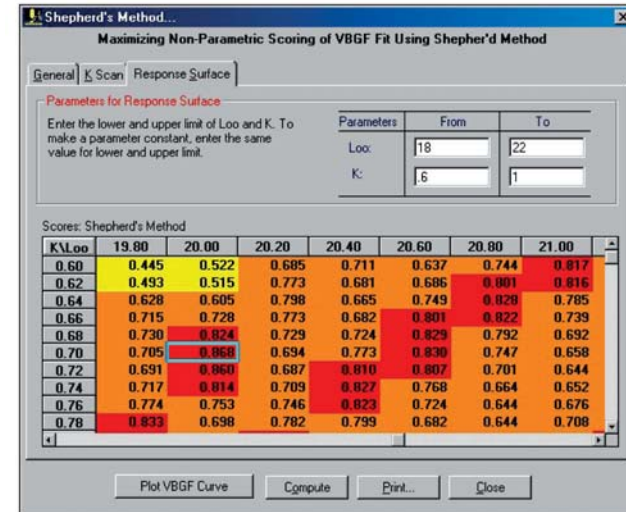 Shepherd's Method...
Maximizing Non-Parametric Scoring of VBGF Fit Using Shepher'd Method
General K Scan Response Surface
Parameters for Response Surface
Enter the lower and upper limit of Loo and K. To
make a parameter constant, enter the same
value for lower and upper limit.
Parameters From To
Loo: 18 22
K: .6 1
Scores: Shepherd's Method
K\Loo 19.80 20.00 20.20 20.40 20.60 20.80 21.00
0.60 0.445 0.522 0.685 0.711 0.637 0.744 0.817
0.62 0.493 0.515 0.773 0.681 0.686 0.801 0.816
0.64 0.628 0.605 0.798 0.665 0.749 0.828 0.785
0.66 0.715 0.728 0.773 0.682 0.801 0.822 0.739
0.68 0.730 0.824 0.729 0.724 0.829 0.792 0.692
0.70 0.705 0.868 0.694 0.773 0.830 0.747 0.658
0.72 0.691 0.860 0.687 0.810 0.807 0.701 0.644
0.74 0.717 0.814 0.709 0.827 0.768 0.664 0.652
0.76 0.774 0.753 0.746 0.823 0.724 0.644 0.676
0.78 0.833 0.698 0.782 0.799 0.682 0.644 0.708
Plot VBGF Curve Compute Print... Close